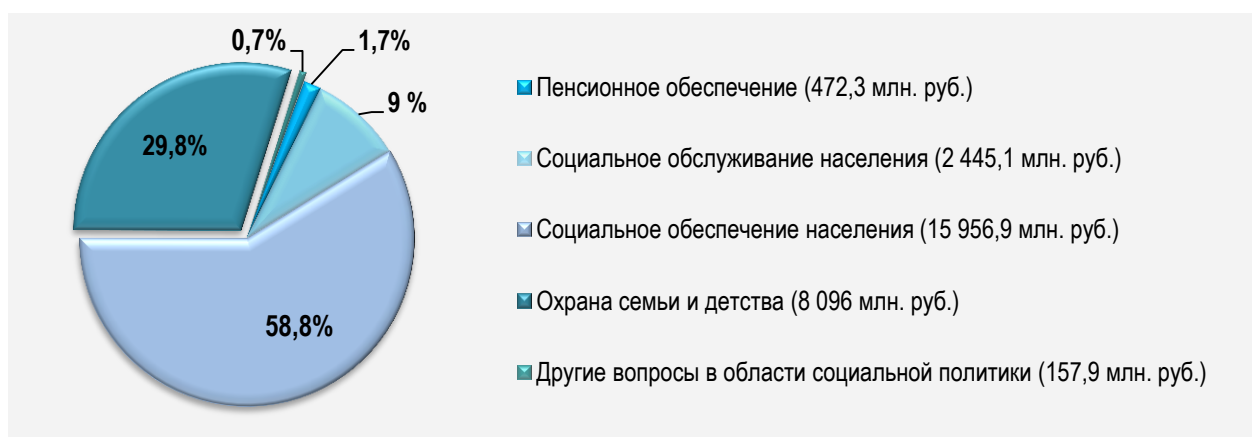 0,7%
1,7%
9 %
29,8%
58,8%
Пенсионное обеспечение (472,3 млн. руб.)
Социальное обслуживание населения (2 445,1 млн. руб.)
Социальное обеспечение населения (15 956,9 млн. руб.)
Охрана семьи и детства (8 096 млн. руб.)
Другие вопросы в области социальной политики (157,9 млн. руб.)